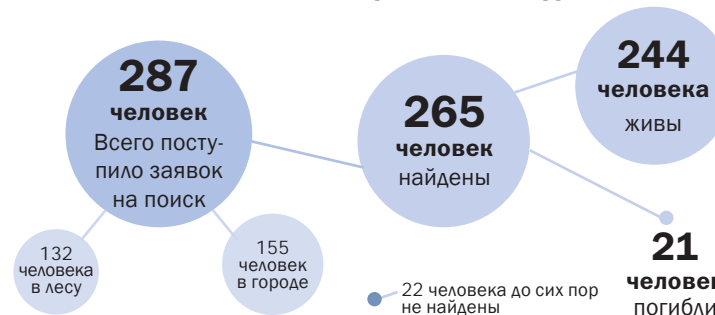 287
человек
Всего посту-
пило заявок
на поиск
132
человека
в лесу
155
человек
в городе
265
человек
найдены
244
человека
живы
21
погибли
22 человека до сих пор
не найдены